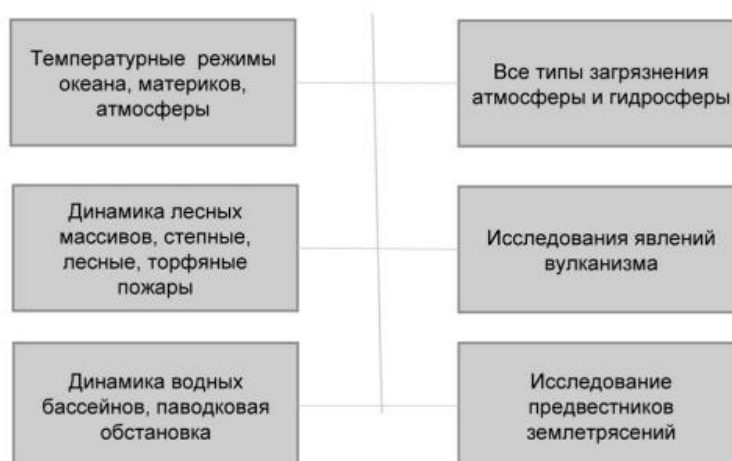 Температурные режимы
океана, материков,
атмосферы
Все типы загрязнения
атмосферы и гидросферы
Динамика лесных
массивов, степные,
лесные, торфяные
пожары
Исследования явлений
вулканизма
Динамика водных
бассейнов, паводковая
обстановка
Исследование
предвестников
землетрясений